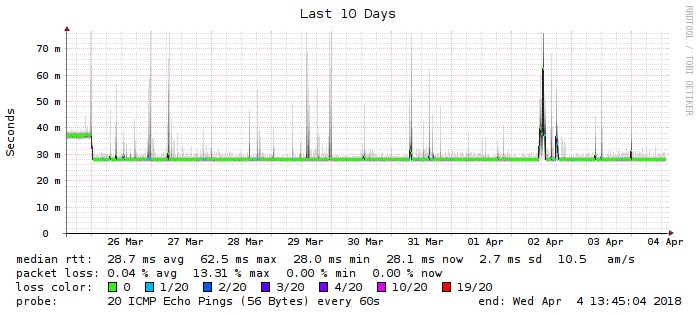 Last 10 Days
RRDTOOL / TOBI OETIKER
Seconds
70 m
60 m
50 m
40 m
30 m
20 m
10 m
0
26 Mar 27 Mar 28 Mar 29 Mar 30 Mar 31 Mar 01 Apr 02 Apr 03 Apr 04 Apr
median rtt: 28.7 ms avg 62.5 ms max 28.0 ms min 28.1 ms now 2.7 ms sd 10.5 am/s
packet loss: 0.04 % avg 13.31 % max 0.00 % min 0.00 % now
loss color: 0 1/20 2/20 3/20 4/20 10/20 19/20
probe: 20 ICMP Echo Pings (56 Bytes) every 60s end: Wed Apr 4 13:45:04 2018